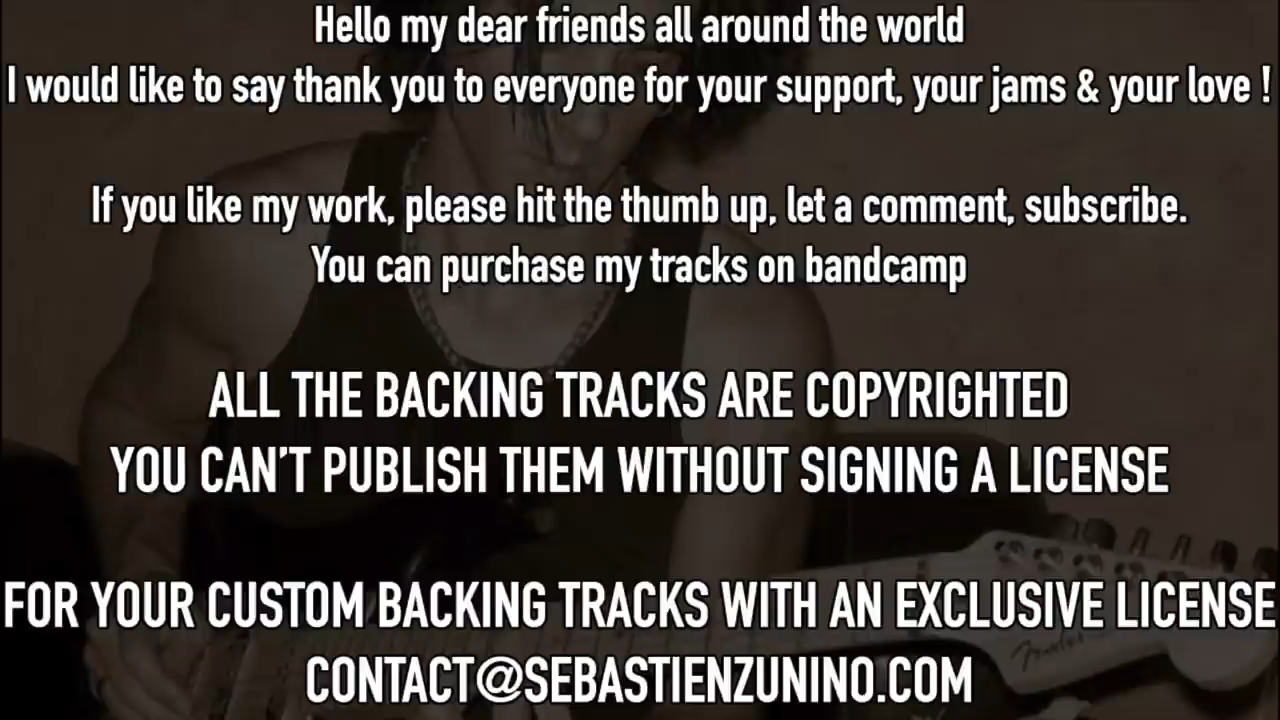 Hello my dear friends all around the world
I would like to say thank you to everyone for your support, your jams & your love !
If you like my work, please hit the thumb up, let a comment, subscribe.
You can purchase my tracks on bandcamp
ALL THE BACKING TRACKS ARE COPYRIGHTED
YOU CAN'T PUBLISH THEM WITHOUT SIGNING A LICENSE
FOR YOUR CUSTOM BACKING TRACKS WITH AN EXCLUSIVE LICENSE
CONTACT@SEBASTIENZUNINO.COM
Fender